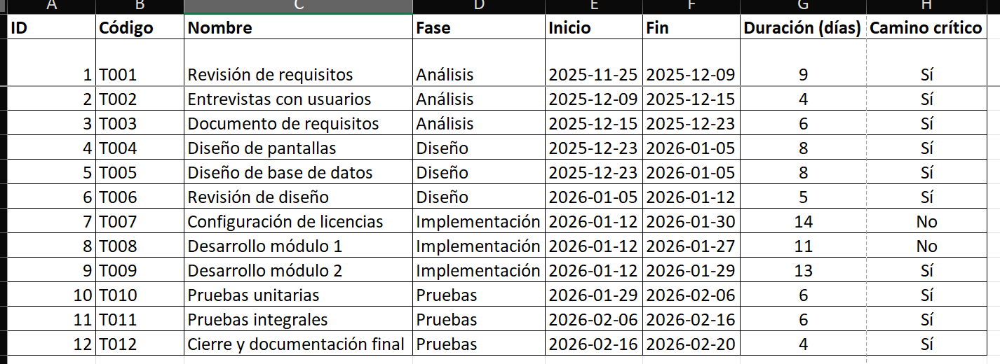 A B C D E F G H
ID Código Nombre Fase Inicio Fin Duración (días) Camino crítico
1 T001 Revisión de requisitos Análisis 2025-11-25 2025-12-09 9 Sí
2 T002 Entrevistas con usuarios Análisis 2025-12-09 2025-12-15 4 Sí
3 T003 Documento de requisitos Análisis 2025-12-15 2025-12-23 6 Sí
4 T004 Diseño de pantallas Diseño 2025-12-23 2026-01-05 8 Sí
5 T005 Diseño de base de datos Diseño 2025-12-23 2026-01-05 8 Sí
6 T006 Revisión de diseño Diseño 2026-01-05 2026-01-12 5 Sí
7 T007 Configuración de licencias Implementación 2026-01-12 2026-01-30 14 No
8 T008 Desarrollo módulo 1 Implementación 2026-01-12 2026-01-27 11 No
9 T009 Desarrollo módulo 2 Implementación 2026-01-12 2026-01-29 13 Sí
10 T010 Pruebas unitarias Pruebas 2026-01-29 2026-02-06 6 Sí
11 T011 Pruebas integrales Pruebas 2026-02-06 2026-02-16 6 Sí
12 T012 Cierre y documentación final Pruebas 2026-02-16 2026-02-20 4 Sí